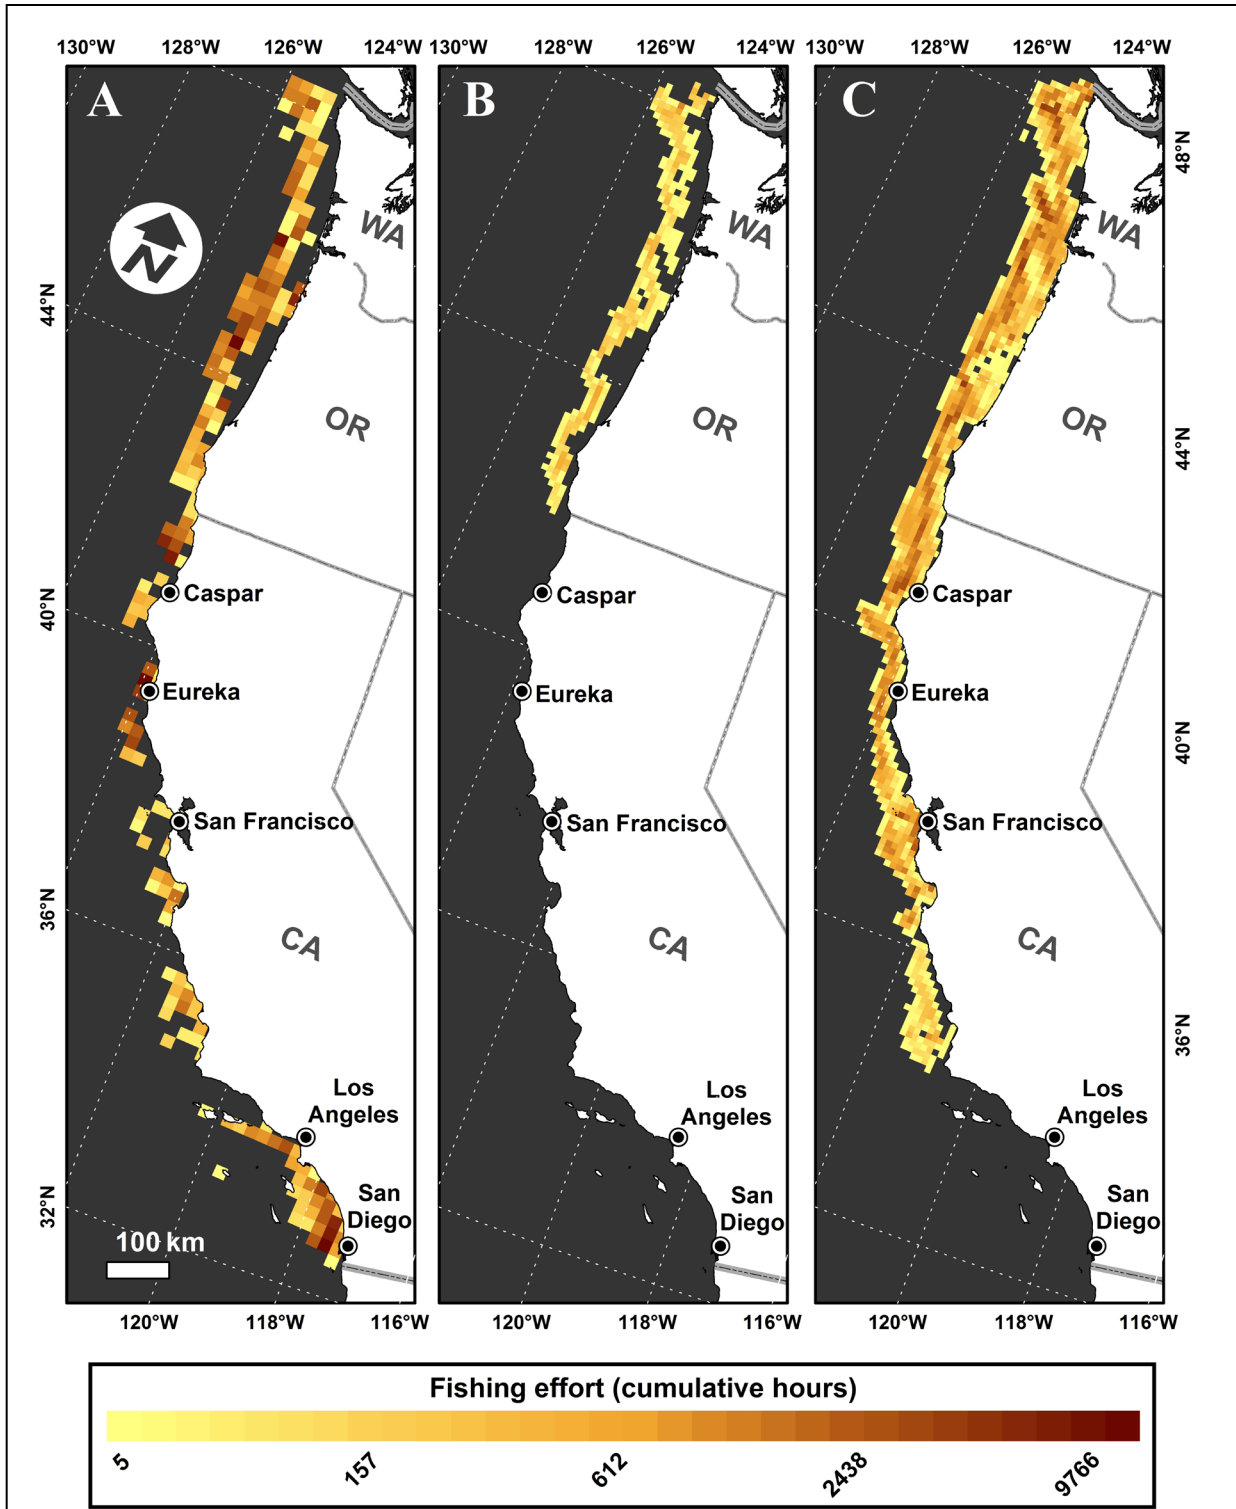 130°W 128°W 126°W 124°W 130°W 128°W 126°W 124°W 130°W 128°W 126°W 124°W
A B C
48°N
WA WA WA
N
44°N
OR OR OR
44°N
Caspar Caspar Caspar
40°N
Eureka Eureka Eureka
40°N
San Francisco San Francisco San Francisco
36°N
CA CA CA
36°N
Los Los Los
Angeles Angeles Angeles
32°N
San San San
Diego Diego Diego
100 km
120°W 118°W 116°W 120°W 118°W 116°W 120°W 118°W 116°W
Fishing effort (cumulative hours)
5 157 612 2438 9766